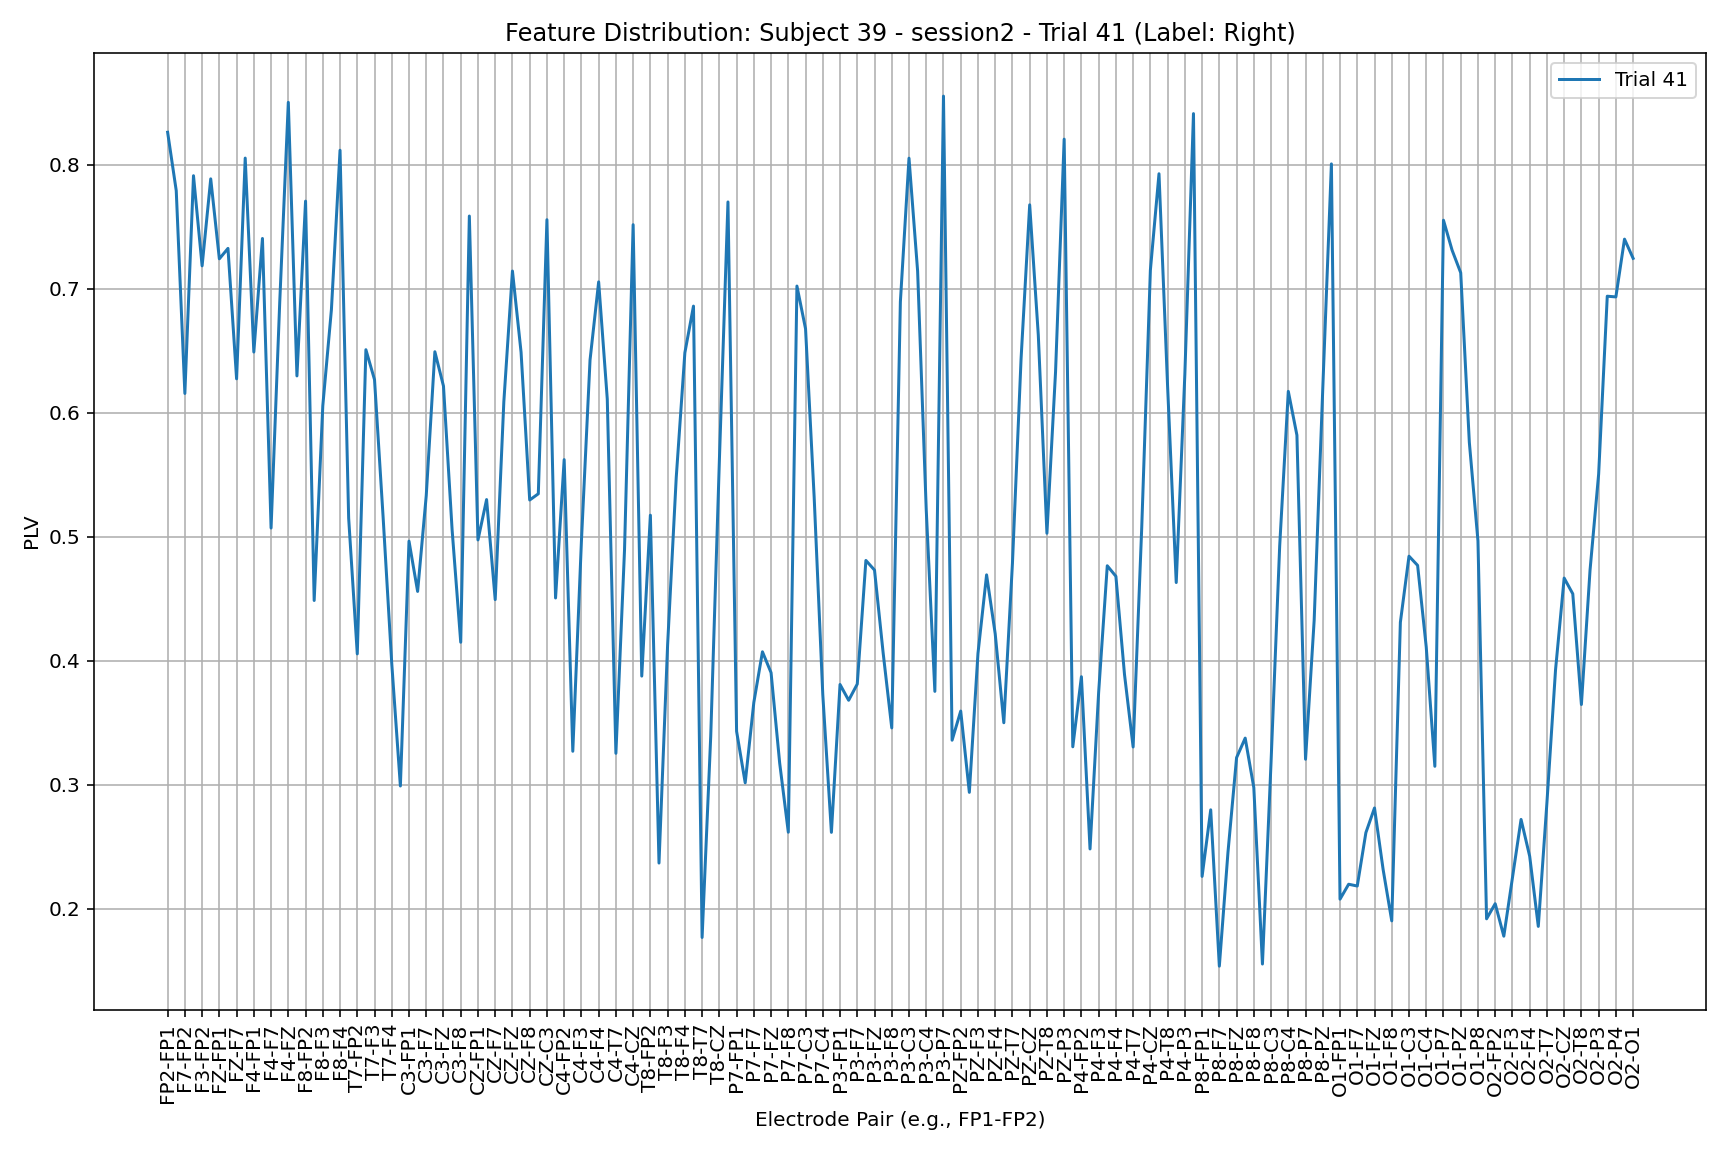 Feature Distribution: Subject 39 - session2 - Trial 41 (Label: Right)
Trial 41
PLV
0.8
0.7
0.6
0.5
0.4
0.3
0.2
FP2-FP1
F7-FP2
F3-FP2
FZ-FP1
FZ-F7
F4-FP1
F4-F7
F4-FZ
F8-FP2
F8-F3
F8-F4
T7-FP2
T7-F3
T7-F4
C3-FP1
C3-F7
C3-FZ
C3-F8
CZ-FP1
CZ-F7
CZ-FZ
CZ-F8
CZ-C3
C4-FP2
C4-F3
C4-F4
C4-T7
C4-CZ
T8-FP2
T8-F3
T8-F4
T8-T7
T8-CZ
P7-FP1
P7-F7
P7-FZ
P7-F8
P7-C3
P7-C4
P3-FP1
P3-F7
P3-FZ
P3-F8
P3-C3
P3-C4
P3-P7
PZ-FP2
PZ-F3
PZ-F4
PZ-T7
PZ-CZ
PZ-T8
PZ-P3
P4-FP2
P4-F3
P4-F4
P4-T7
P4-CZ
P4-T8
P4-P3
P8-FP1
P8-F7
P8-FZ
P8-F8
P8-C3
P8-C4
P8-P7
P8-PZ
O1-FP1
O1-F7
O1-FZ
O1-F8
O1-C3
O1-C4
O1-P7
O1-PZ
O1-P8
O2-FP2
O2-F3
O2-F4
O2-T7
O2-CZ
O2-T8
O2-P3
O2-P4
O2-O1
Electrode Pair (e.g., FP1-FP2)